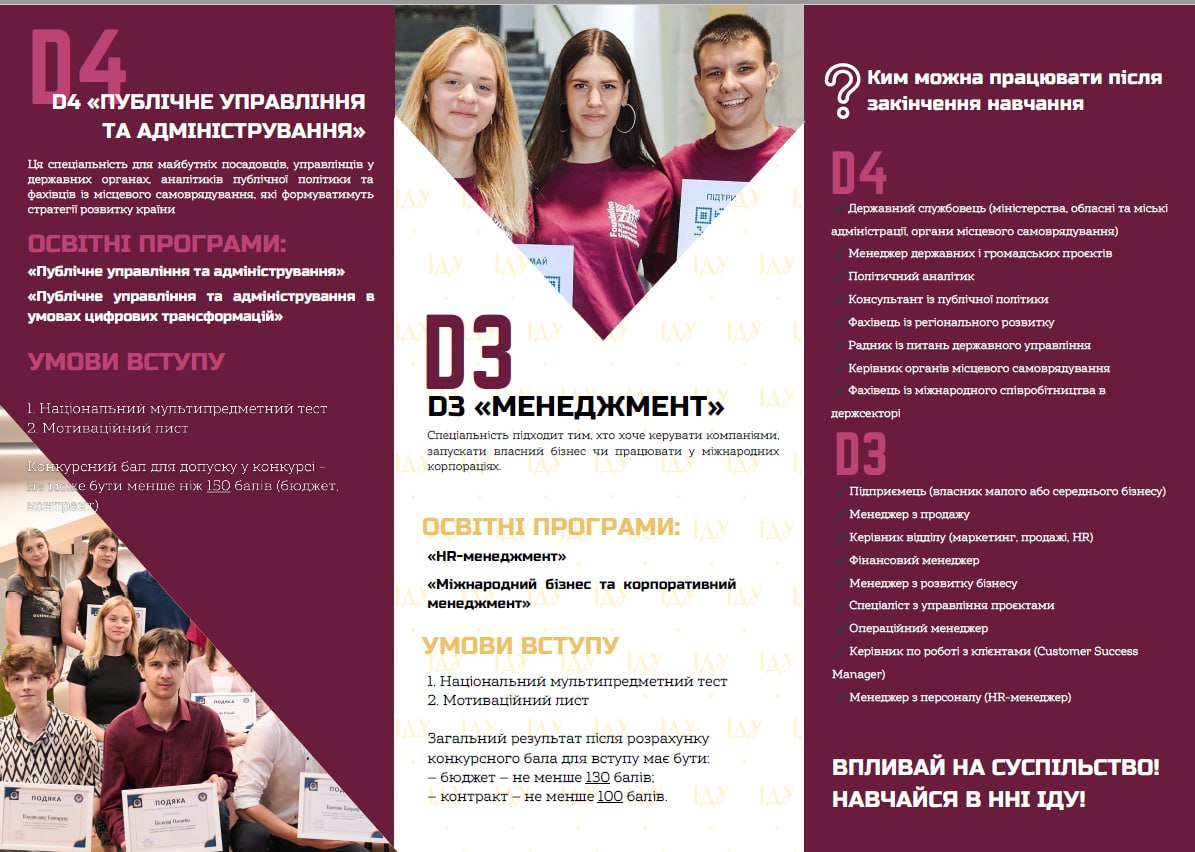 D4
D4 «ПУБЛІЧНЕ УПРАВЛІННЯ
ТА АДМІНІСТРУВАННЯ»
Ця спеціальність для майбутніх посадовців, управлінців у
державних органах, аналітиків публічної політики та
фахівців із місцевого самоврядування, які формуватимуть
стратегії розвитку країни
ОСВІТНІ ПРОГРАМИ:
«Публічне управління та адміністрування»
«Публічне управління та адміністрування в
умовах цифрових трансформацій»
УМОВИ ВСТУПУ
1. Національний мультипредметний тест
2. Мотиваційний лист
Конкурсний бал для допуску у конкурсі –
не може бути менше ніж 150 балів (бюджет,
контракт)
ПОДЯКА
ПОДЯКА
ПОДЯКА
D3
D3 «МЕНЕДЖМЕНТ»
Спеціальність підходит тим, хто хоче керувати компаніями,
запускати власний бізнес чи працювати у міжнародних
корпораціях.
ОСВІТНІ ПРОГРАМИ:
«HR-менеджмент»
«Міжнародний бізнес та корпоративний
менеджмент»
УМОВИ ВСТУПУ
1. Національний мультипредметний тест
2. Мотиваційний лист
Загальний результат після розрахунку
конкурсного бала для вступу має бути:
– бюджет – не менше 130 балів;
– контракт – не менше 100 балів.
Ким можна працювати після
закінчення навчання
D4
Державний службовець (міністерства, обласні та міські
адміністрації, органи місцевого самоврядування)
Менеджер державних і громадських проєктів
Політичний аналітик
Консультант із публічної політики
Фахівець із регіонального розвитку
Радник із питань державного управління
Керівник органів місцевого самоврядування
Фахівець із міжнародного співробітництва в
держсекторі
D3
Підприємець (власник малого або середнього бізнесу)
Менеджер з продажу
Керівник відділу (маркетинг, продажі, HR)
Фінансовий менеджер
Менеджер з розвитку бізнесу
Спеціаліст з управління проєктами
Операційний менеджер
Керівник по роботі з клієнтами (Customer Success
Manager)
Менеджер з персоналу (HR-менеджер)
ВПЛИВАЙ НА СУСПІЛЬСТВО!
НАВЧАЙСЯ В ННІ ІДУ!